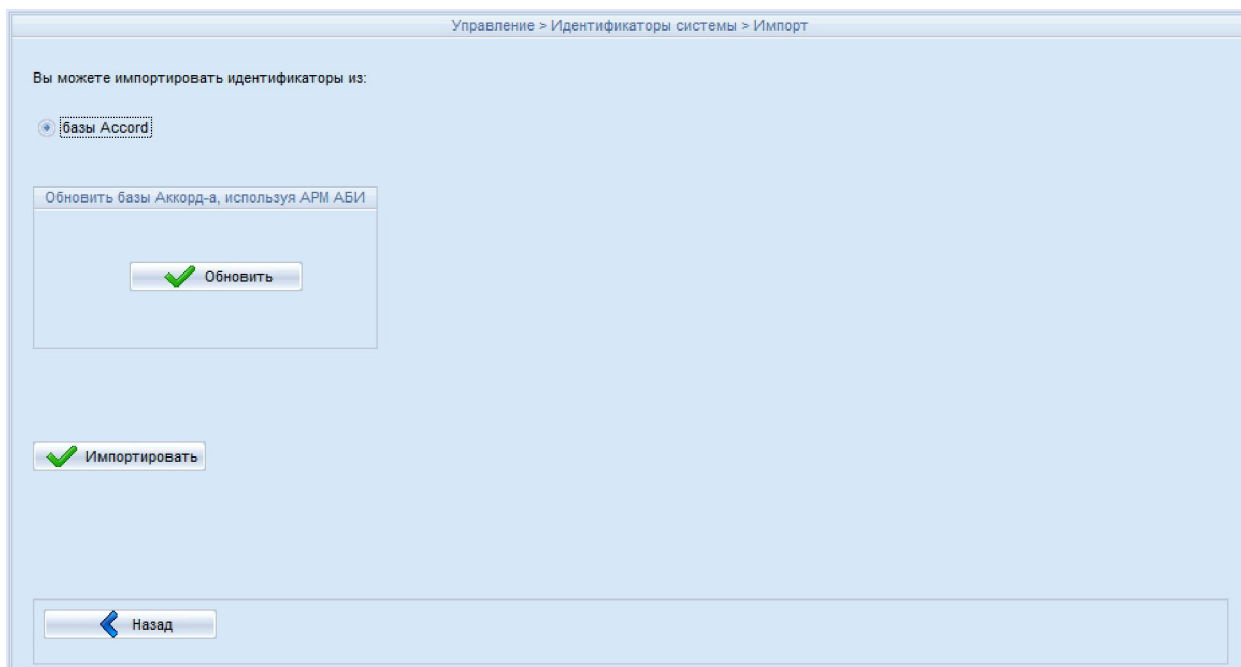 Управление > Идентификаторы системы > Импорт
Вы можете импортировать идентификаторы из:
базы Accord
Обновить базы Аккорд-а, используя АРМ АБИ
Обновить
Импортировать
Назад